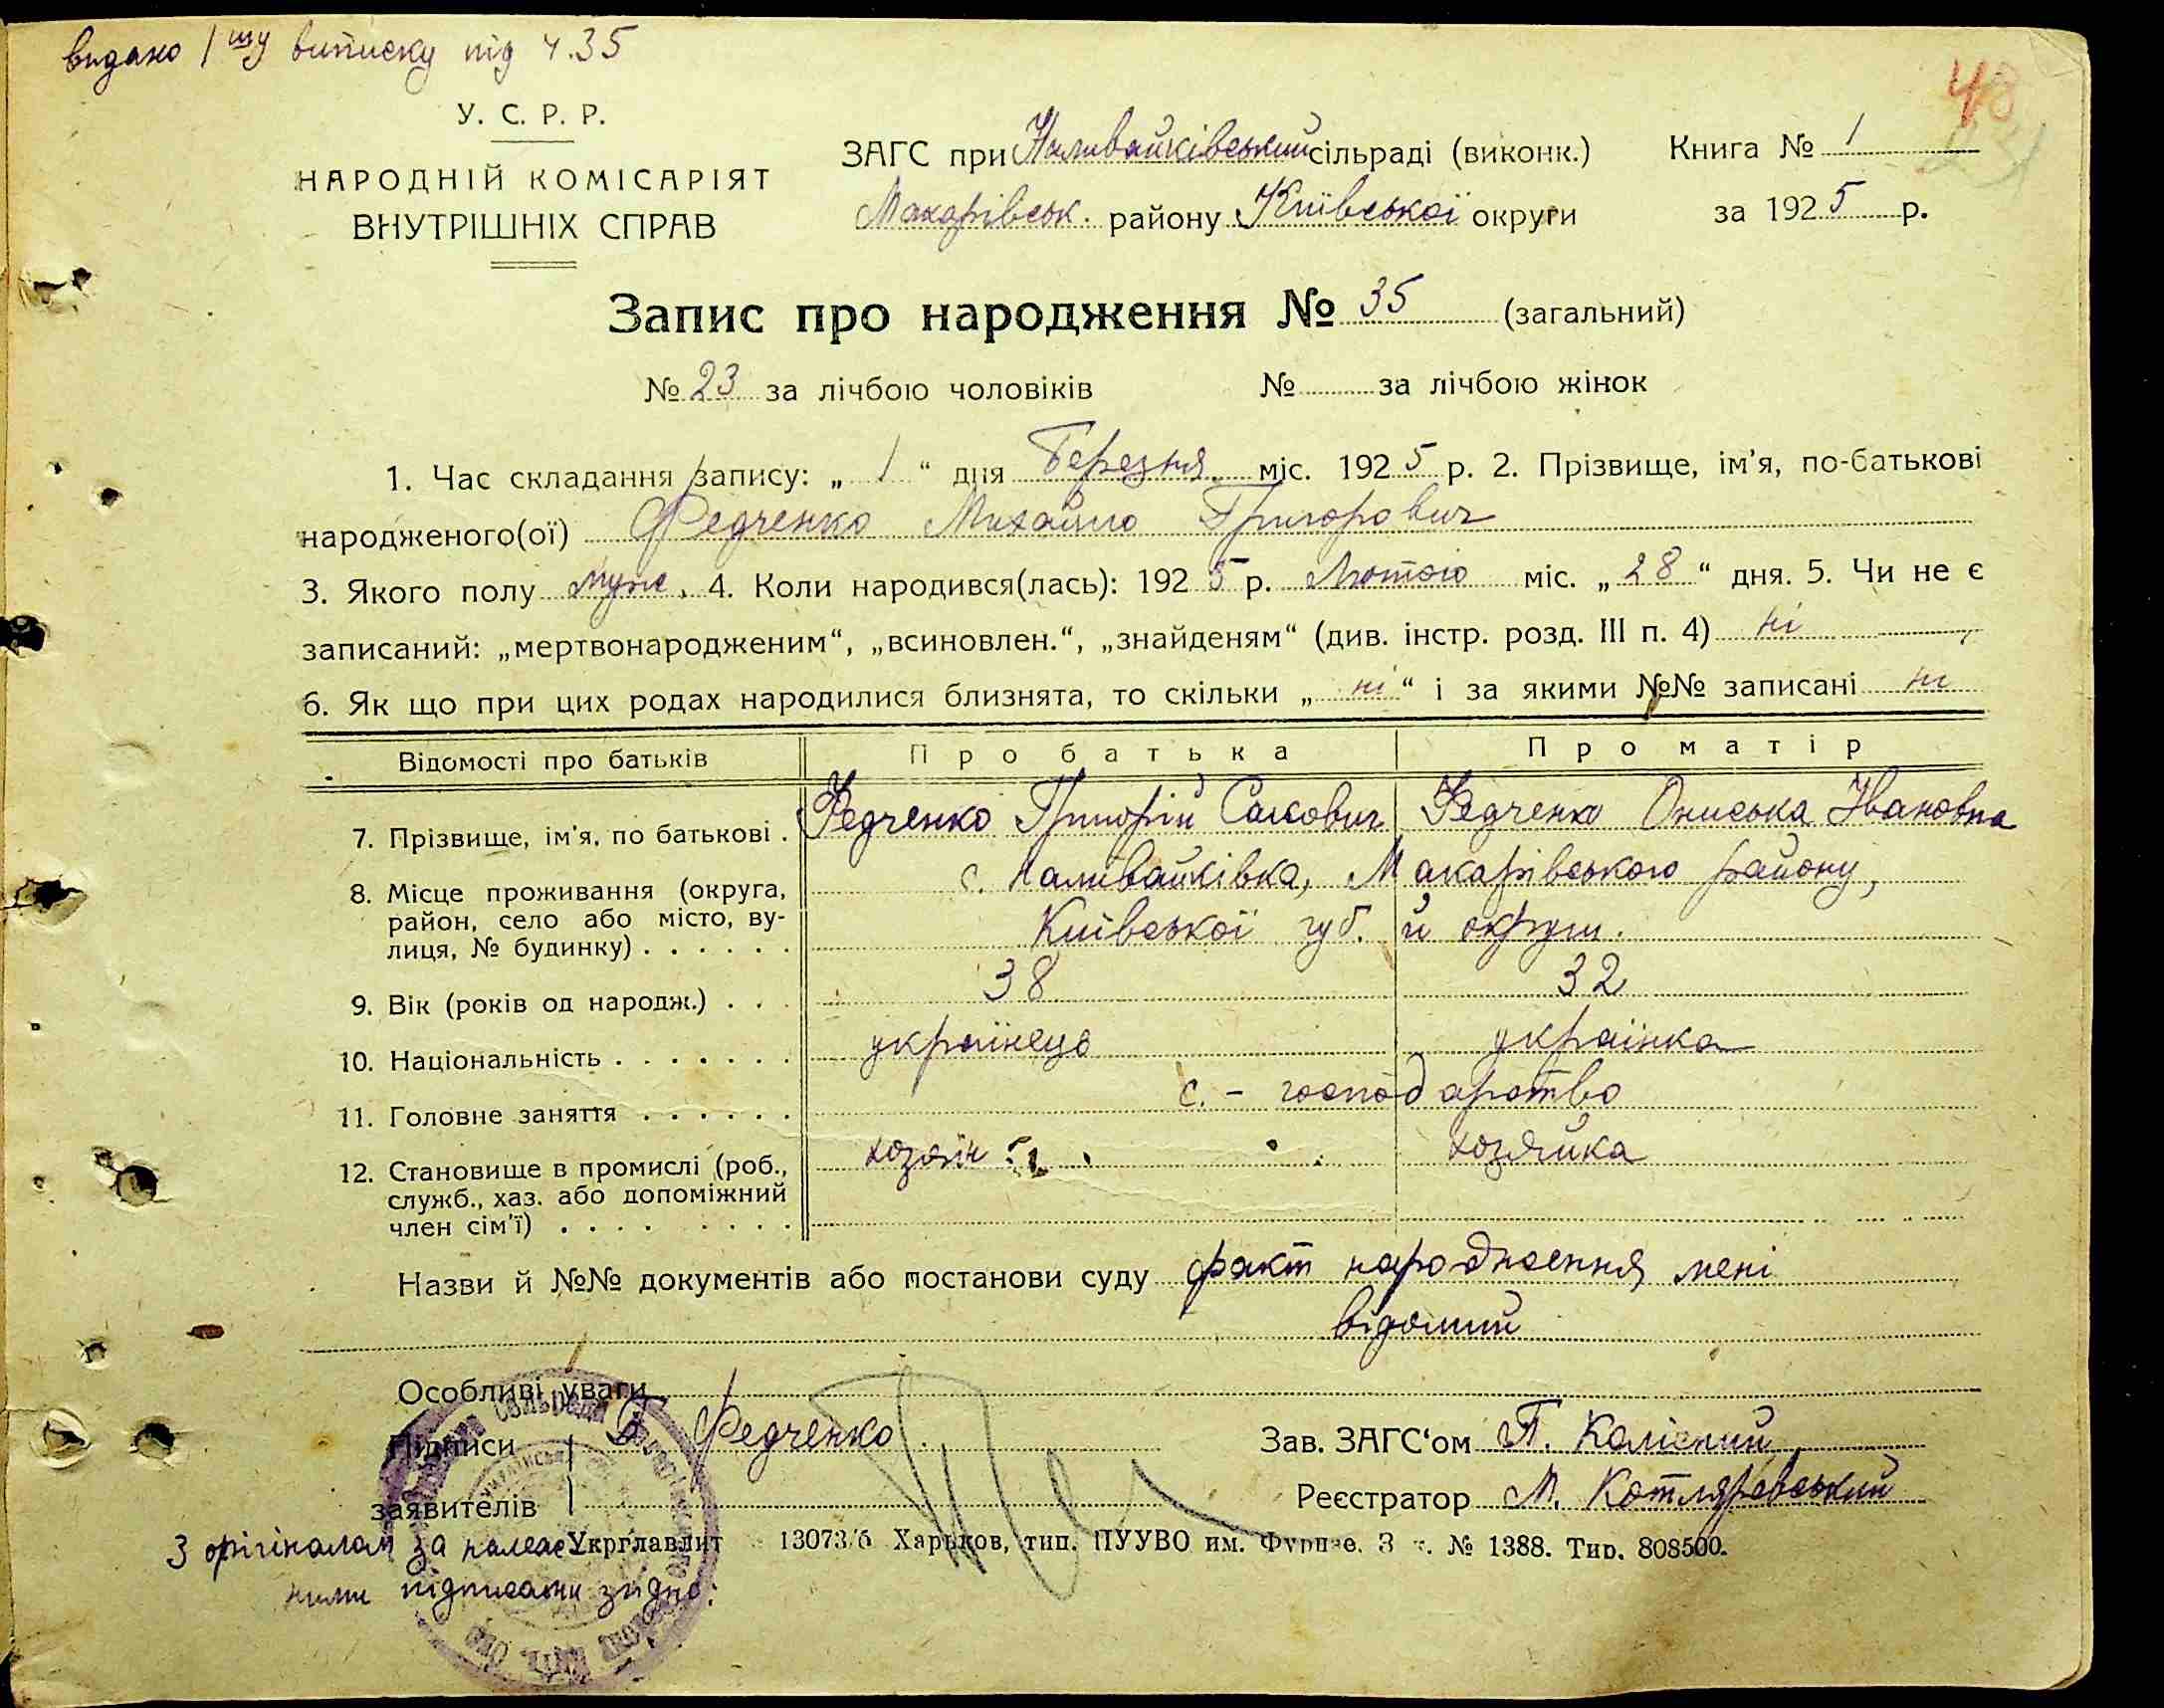 видано 1шу виписку під ч. 35
48
У. С. Р. Р.
НАРОДНІЙ КОМІСАРІЯТ
ВНУТРІШНІХ СПРАВ
ЗАГС при Наливайківський сільраді (виконк.) Книга № 1
Макарівськ. району Київської округи за 1925 р.
Запис про народження № 35 (загальний)
№ 23 за лічбою чоловіків № за лічбою жінок
1. Час складання запису: „ 1 “ дня Березня міс. 1925 р. 2. Прізвище, ім'я, по-батькові
народженого(ої) Федченко Михайло Григорович
3. Якого полу муж. 4. Коли народився(лась): 1925 р. Лютого міс. „ 28 “ дня. 5. Чи не є
записаний: „мертвонародженим“, „всиновлен.“, „знайденям“ (див. інстр. розд. III п. 4) ні
6. Як що при цих родах народилися близнята, то скільки „ ні “ і за якими №№ записані ні
Відомості про батьків Про батька Про матір
7. Прізвище, ім'я, по батькові . Федченко Григорій Савович Федченко Ониська Івановна
8. Місце проживання (округа, с. Наливайківка, Макарівського району,
район, село або місто, ву-
лиця, № будинку) . . . . . . Київської губ. й округи.
9. Вік (років од народж.) . . . 38 32
10. Національність . . . . . . . українець українка
11. Головне заняття . . . . . . с. - господарство
12. Становище в промислі (роб., хозяїн хозяйка
служб., хаз. або допоміжний
член сім'ї) . . . . . . . .
Назви й №№ документів або постанови суду факт народження мені
відомий
Особливі уваги
Підписи Г. Федченко. Зав. ЗАГС'ом П.
заявителів Реєстратор М. Котляревський
З орігіналом за належ Укрглавлит 13073/б Харьков, тип. ПУУВО им. Фрунзе. З к. № 1388. Тир. 808500.
ними підписами згідно: